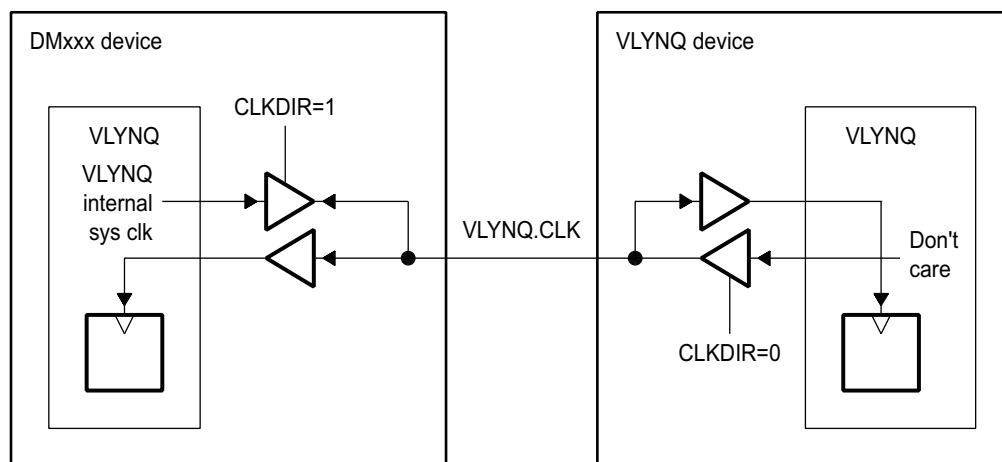 DMxxx device
VLYNQ device
CLKDIR=1
VLYNQ
VLYNQ
internal
sys clk
VLYNQ.CLK
VLYNQ
Don't
care
CLKDIR=0